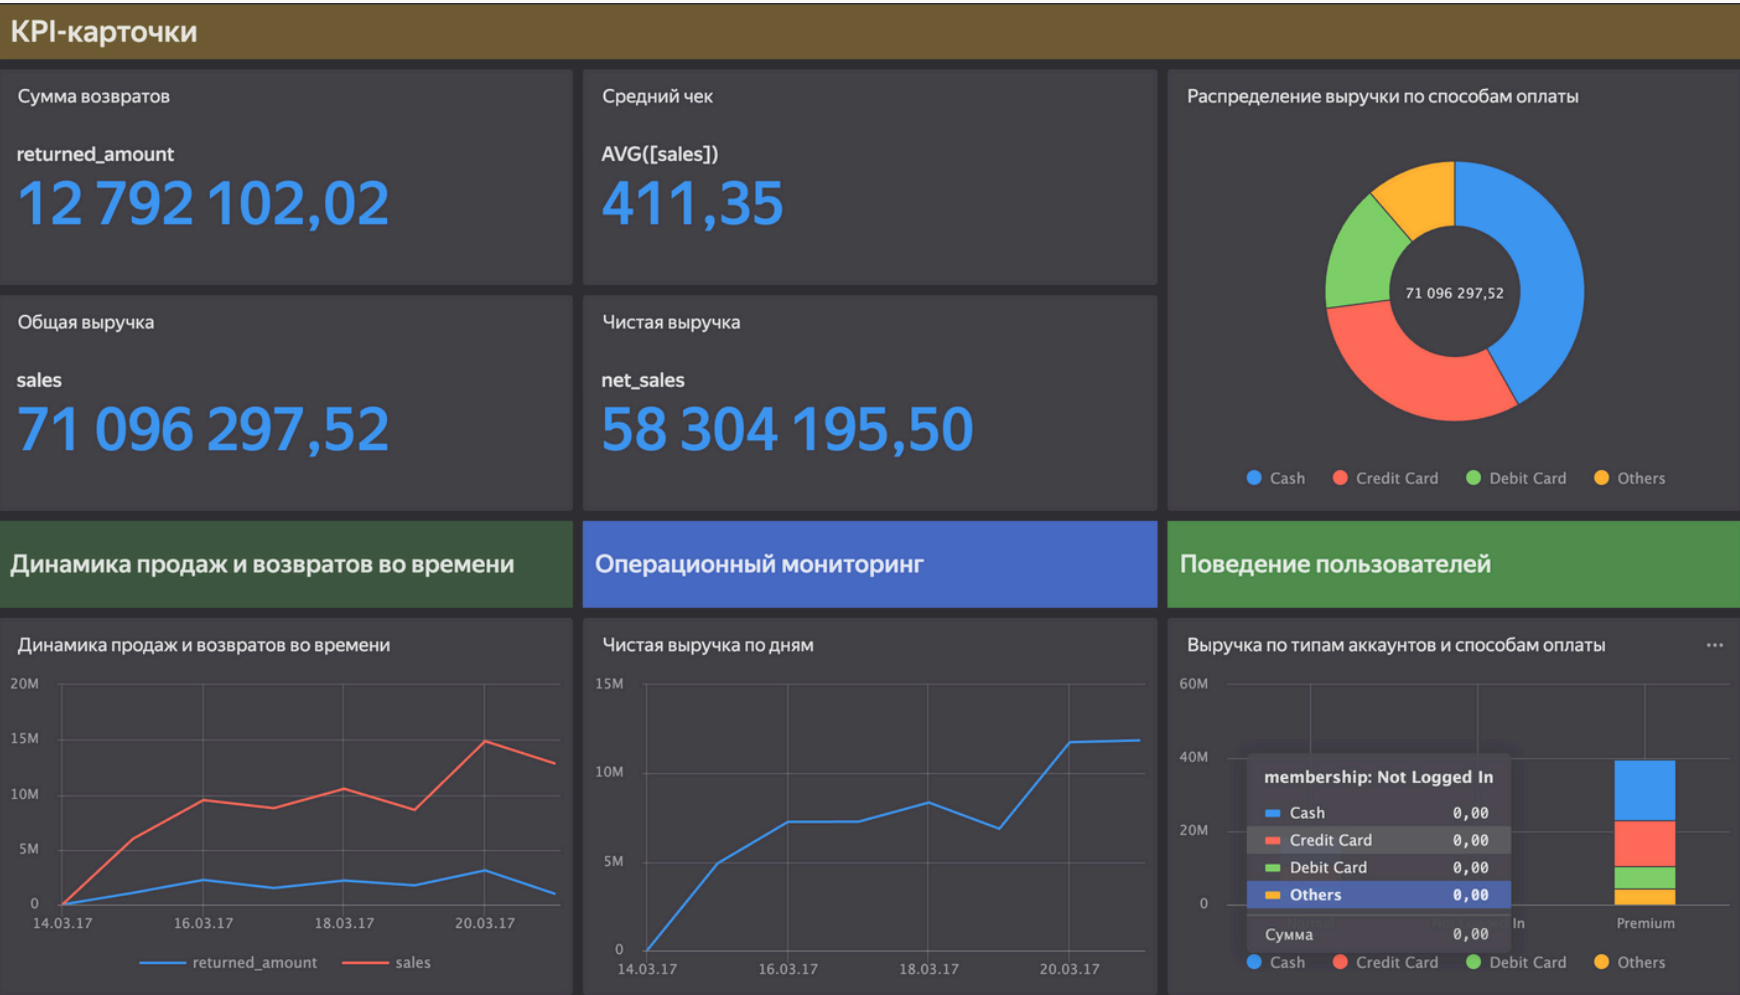 KPI-карточки
Сумма возвратов
returned_amount
12 792 102,02
Средний чек
AVG([sales])
411,35
Распределение выручки по способам оплаты
71 096 297,52
Cash
Credit Card
Debit Card
Others
Общая выручка
sales
71 096 297,52
Чистая выручка
net_sales
58 304 195,50
Динамика продаж и возвратов во времени
Операционный мониторинг
Поведение пользователей
Динамика продаж и возвратов во времени
20M
15M
10M
5M
0
14.03.17
16.03.17
18.03.17
20.03.17
returned_amount
sales
Чистая выручка по дням
15M
10M
5M
0
14.03.17
16.03.17
18.03.17
20.03.17
Выручка по типам аккаунтов и способам оплаты
60M
40M
20M
0
membership: Not Logged In
Cash 0,00
Credit Card 0,00
Debit Card 0,00
Others 0,00
Сумма 0,00
In
Premium
Cash
Credit Card
Debit Card
Others